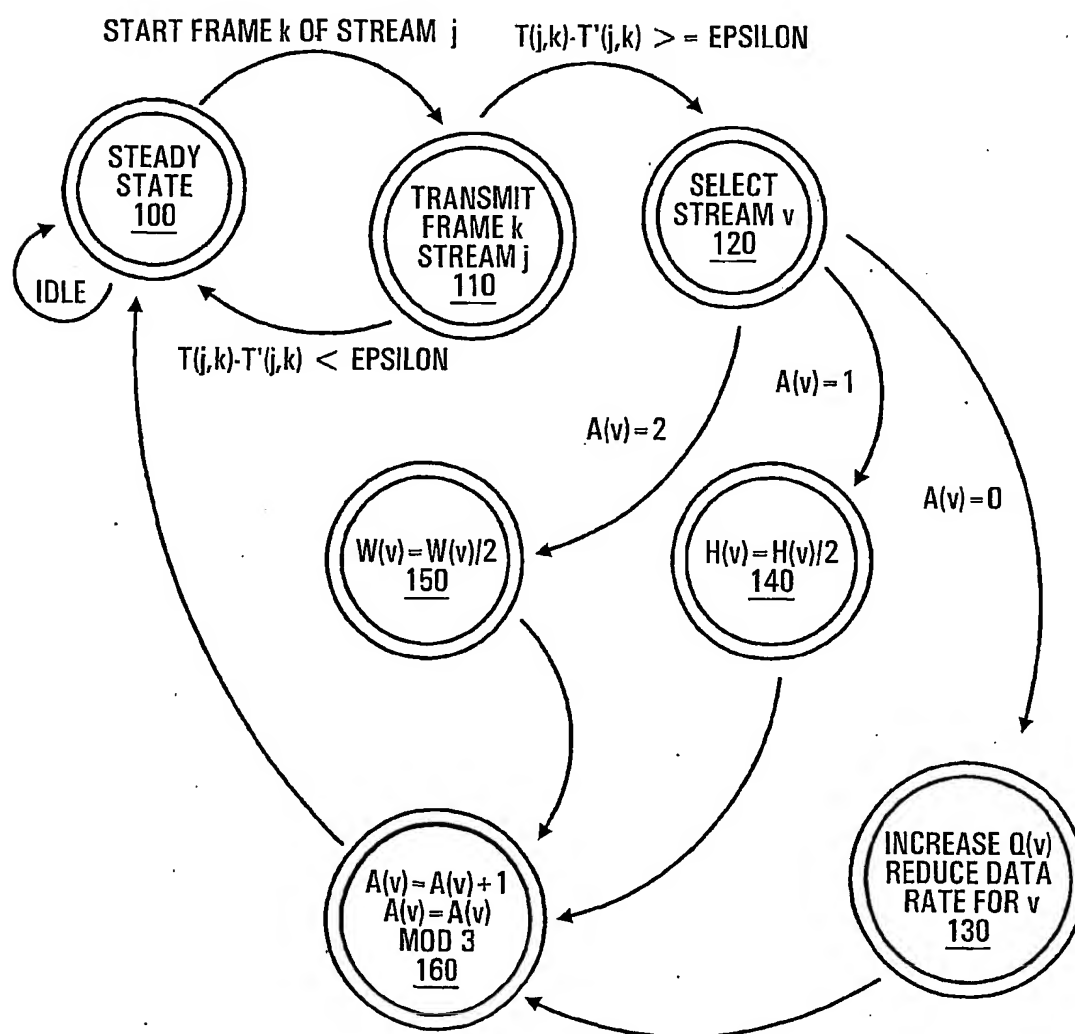 START FRAME k OF STREAM j
T(j,k)-T'(j,k) > = EPSILON
STEADY
STATE
100
TRANSMIT
FRAME k
STREAM j
110
SELECT
STREAM v
120
IDLE
T(j,k)-T'(j,k) < EPSILON
A(v)=2
A(v)=1
A(v)=0
W(v)=W(v)/2
150
H(v)=H(v)/2
140
A(v)=A(v)+1
A(v)=A(v)
MOD 3
160
INCREASE Q(v)
REDUCE DATA
RATE FOR v
130